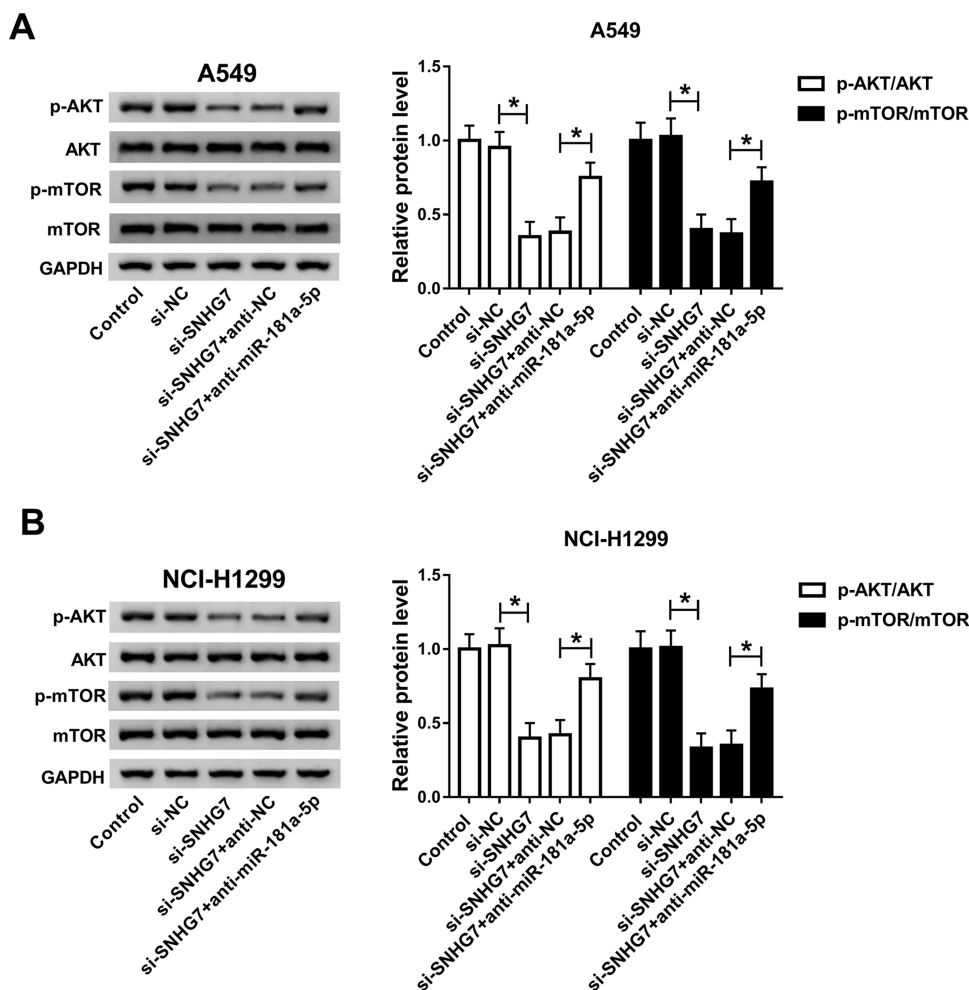 A
A549
p-AKT
AKT
p-mTOR
mTOR
GAPDH
Control
si-NC
si-SNHG7
si-SNHG7+anti-NC
si-SNHG7+anti-miR-181a-5p
A549
Relative protein level
1.5
1.0
0.5
0.0
* * * *
Control
si-NC
si-SNHG7
si-SNHG7+anti-NC
si-SNHG7+anti-miR-181a-5p
Control
si-NC
si-SNHG7
si-SNHG7+anti-NC
si-SNHG7+anti-miR-181a-5p
p-AKT/AKT
p-mTOR/mTOR
B
NCI-H1299
p-AKT
AKT
p-mTOR
mTOR
GAPDH
Control
si-NC
si-SNHG7
si-SNHG7+anti-NC
si-SNHG7+anti-miR-181a-5p
NCI-H1299
Relative protein level
1.5
1.0
0.5
0.0
* * * *
Control
si-NC
si-SNHG7
si-SNHG7+anti-NC
si-SNHG7+anti-miR-181a-5p
Control
si-NC
si-SNHG7
si-SNHG7+anti-NC
si-SNHG7+anti-miR-181a-5p
p-AKT/AKT
p-mTOR/mTOR